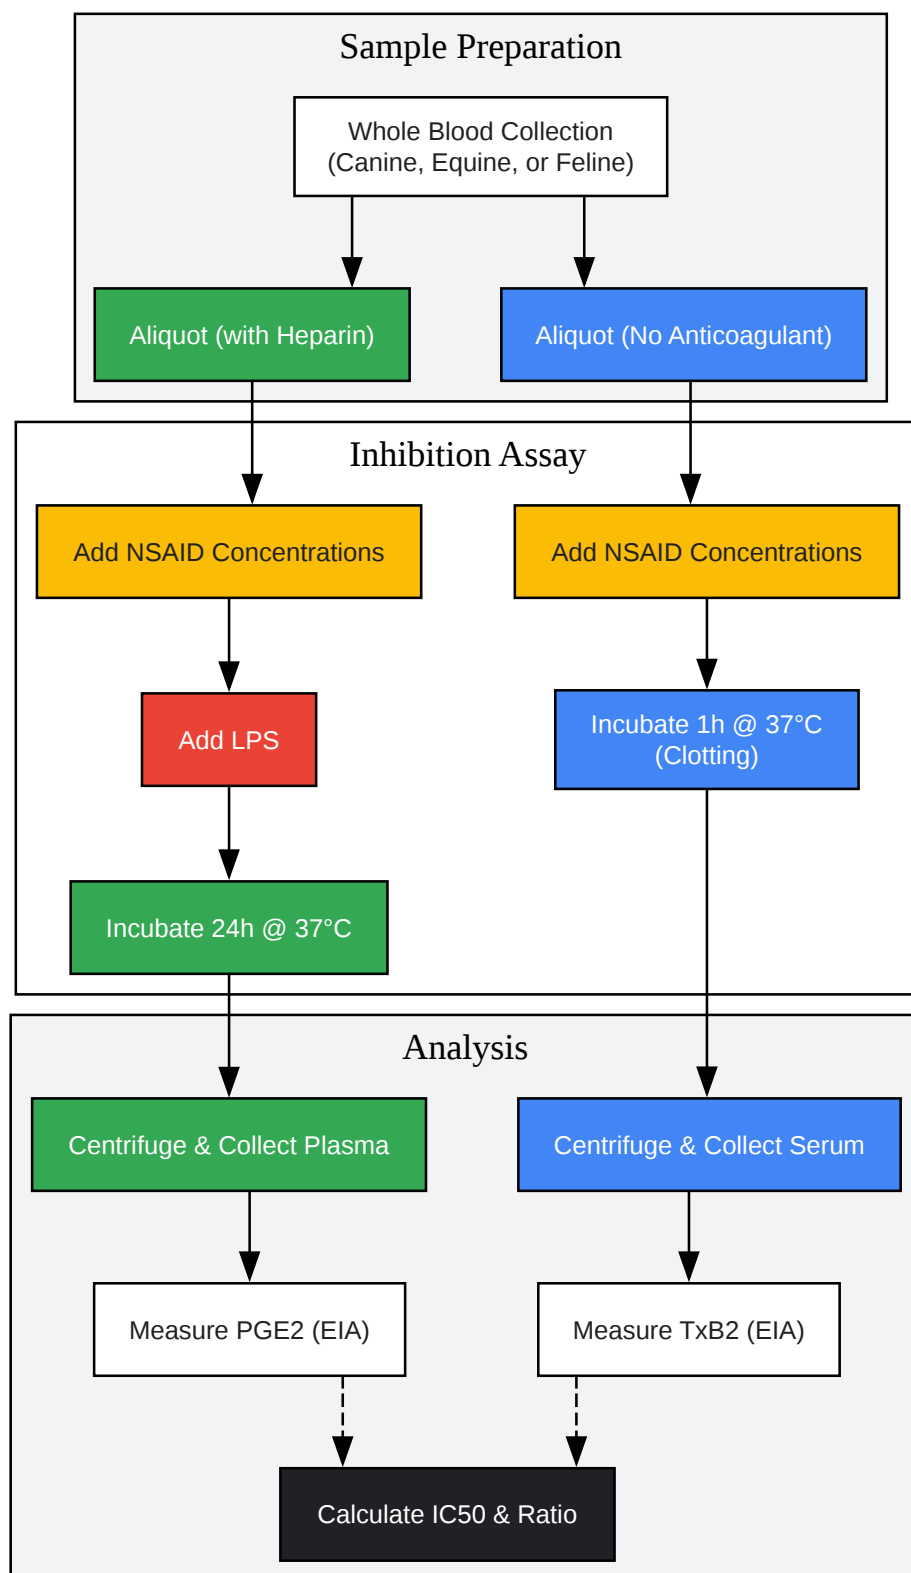 Sample Preparation
Whole Blood Collection
(Canine, Equine, or Feline)
Aliquot (with Heparin)
Aliquot (No Anticoagulant)
Inhibition Assay
Add NSAID Concentrations
Add NSAID Concentrations
Add LPS
Incubate 1h @ 37°C
(Clotting)
Incubate 24h @ 37°C
Analysis
Centrifuge & Collect Plasma
Centrifuge & Collect Serum
Measure PGE2 (EIA)
Measure TxB2 (EIA)
Calculate IC50 & Ratio